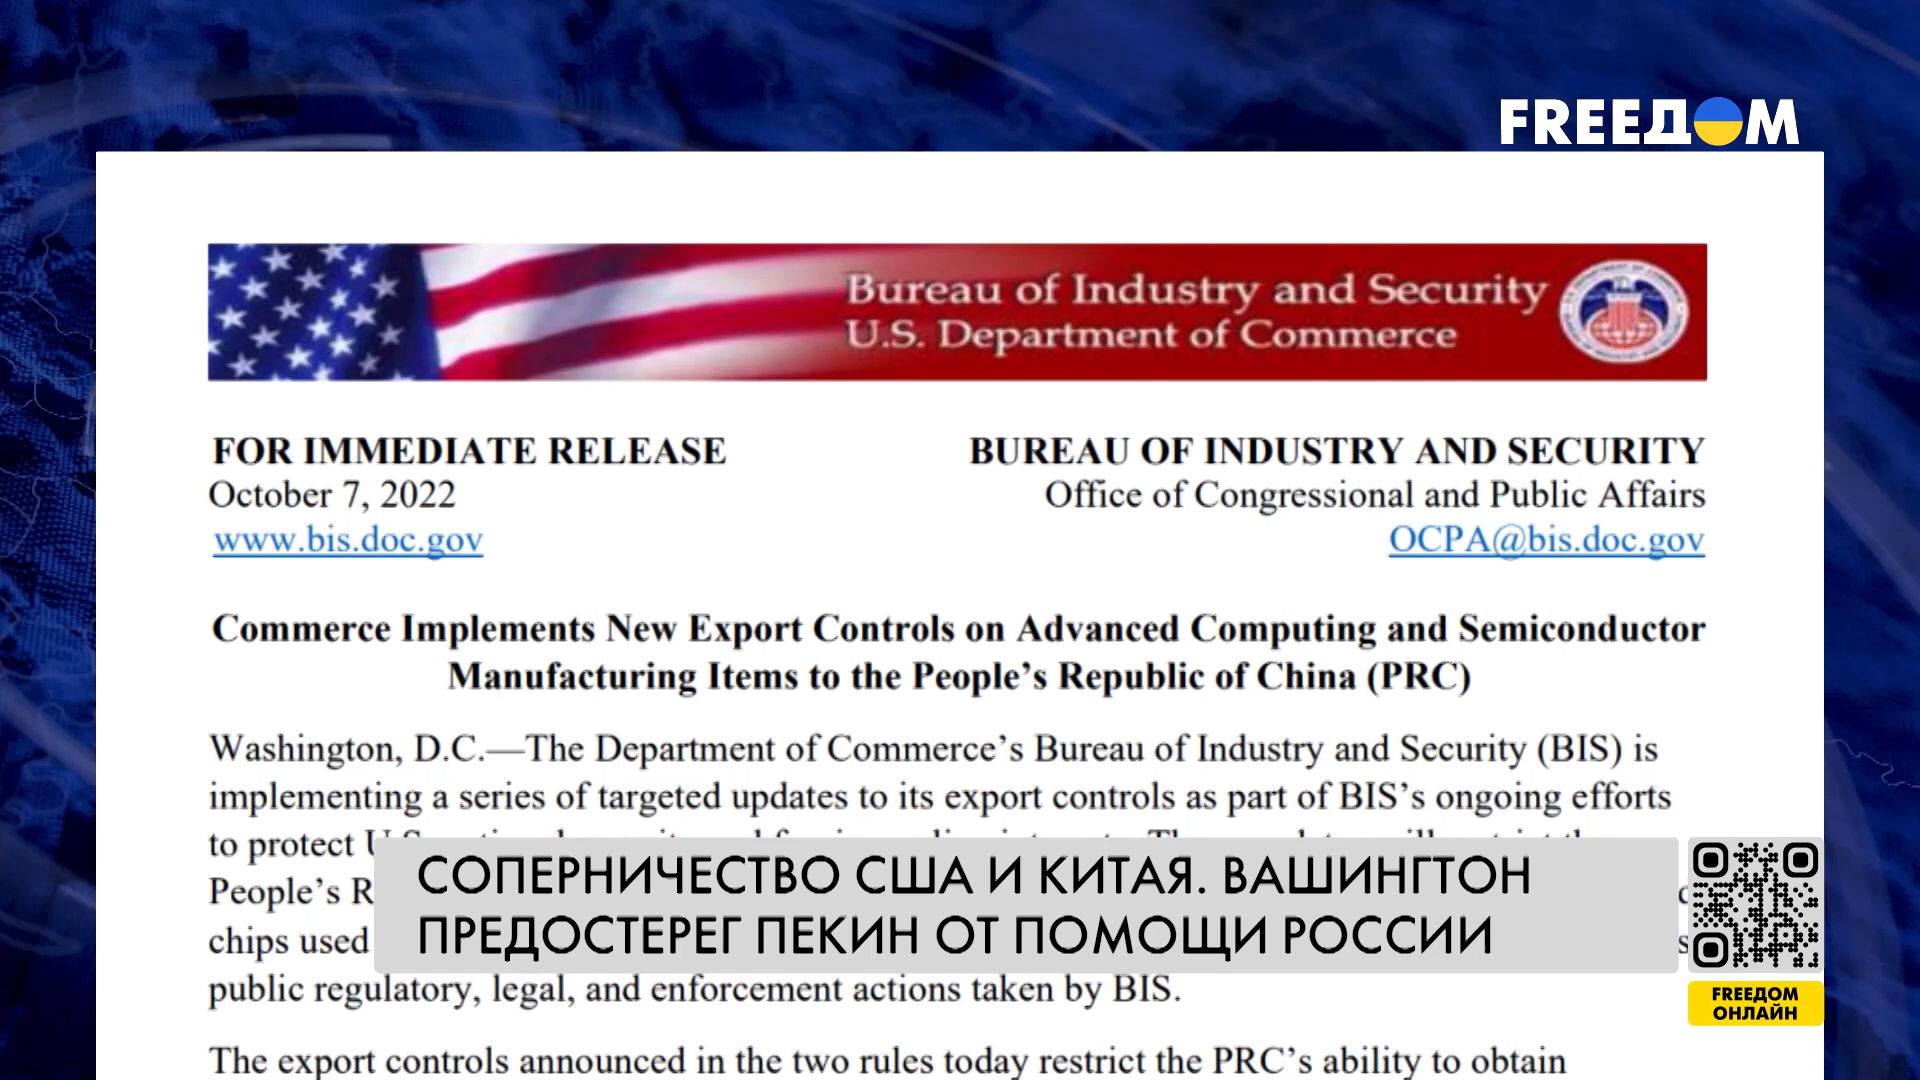 FREEДOM
Bureau of Industry and Security
U.S. Department of Commerce
FOR IMMEDIATE RELEASE
October 7, 2022
www.bis.doc.gov
BUREAU OF INDUSTRY AND SECURITY
Office of Congressional and Public Affairs
OCPA@bis.doc.gov
Commerce Implements New Export Controls on Advanced Computing and Semiconductor
Manufacturing Items to the People’s Republic of China (PRC)
Washington, D.C.—The Department of Commerce’s Bureau of Industry and Security (BIS) is
implementing a series of targeted updates to its export controls as part of BIS’s ongoing efforts
to protect
People’s
chips used
public regulatory, legal, and enforcement actions taken by BIS.
The export controls announced in the two rules today restrict the PRC’s ability to obtain
СОПЕРНИЧЕСТВО США И КИТАЯ. ВАШИНГТОН
ПРЕДОСТЕРЕГ ПЕКИН ОТ ПОМОЩИ РОССИИ
FREEДОМ
ОНЛАЙН